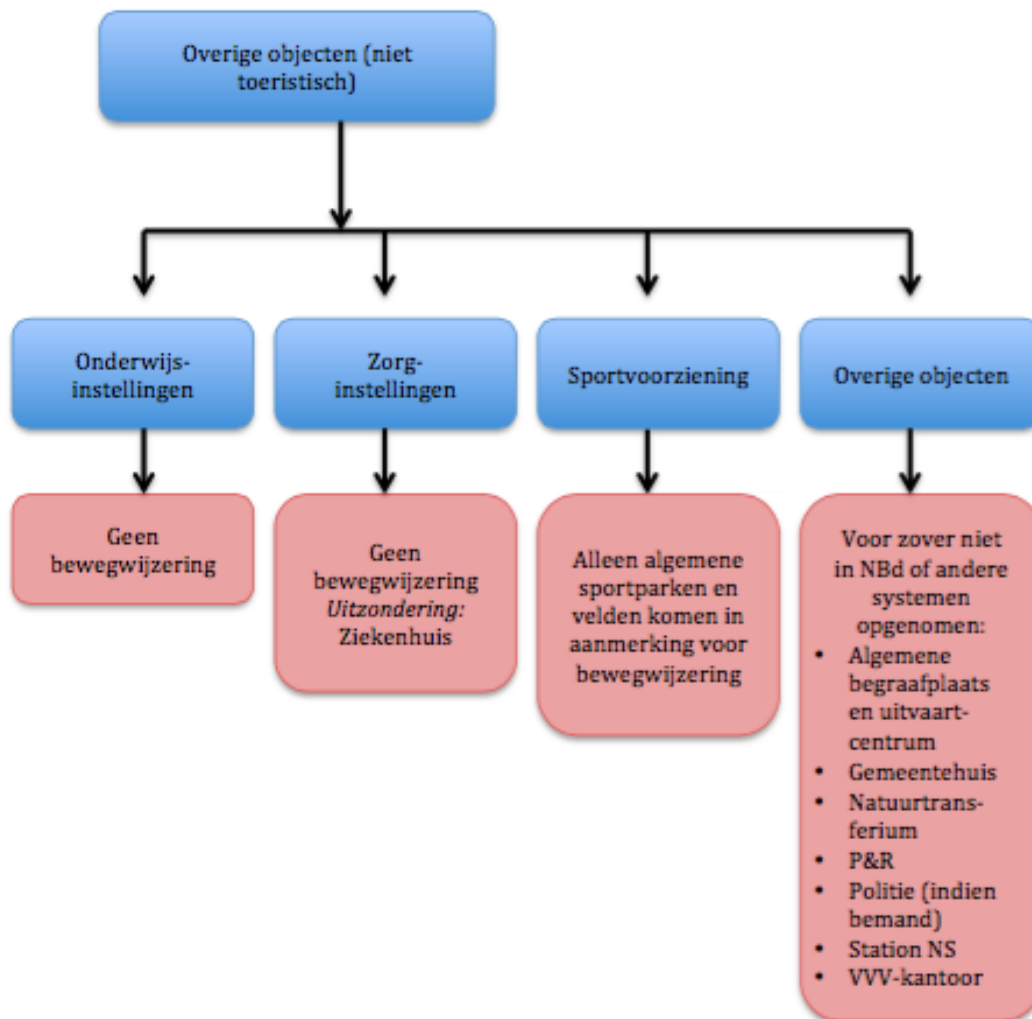 Overige objecten (niet
toeristisch)
Onderwijs-
instellingen
Zorg-
instellingen
Sportvoorziening
Overige objecten
Geen
bewegwijzering
Geen
bewegwijzering
Uitzondering:
Ziekenhuis
Alleen algemene
sportparken en
velden komen in
aanmerking voor
bewegwijzering
Voor zover niet
in NBd of andere
systemen
opgenomen:
• Algemene
begraafplaats
en uitvaart-
centrum
• Gemeentehuis
• Natuurtrans-
ferium
• P&R
• Politie (indien
bemand)
• Station NS
• VVV-kantoor